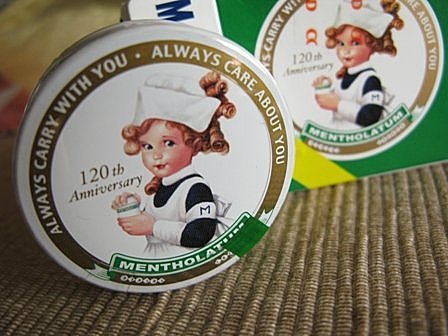 ALWAYS CARRY WITH YOU • ALWAYS CARE ABOUT YOU
120th
Anniversary
M
MENTHOLATUM
M
120th
Anniversary
M
MENTHOLATUM